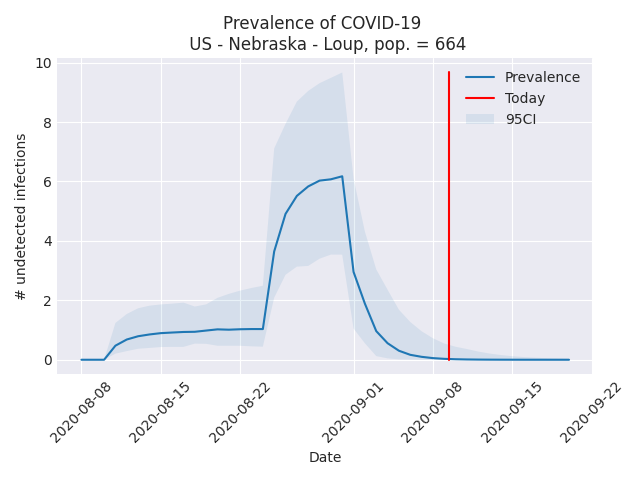 Prevalence of COVID-19
US - Nebraska - Loup, pop. = 664
10
8
6
4
2
0
# undetected infections
Prevalence
Today
95CI
2020-08-08
2020-08-15
2020-08-22
2020-09-01
2020-09-08
2020-09-15
2020-09-22
Date